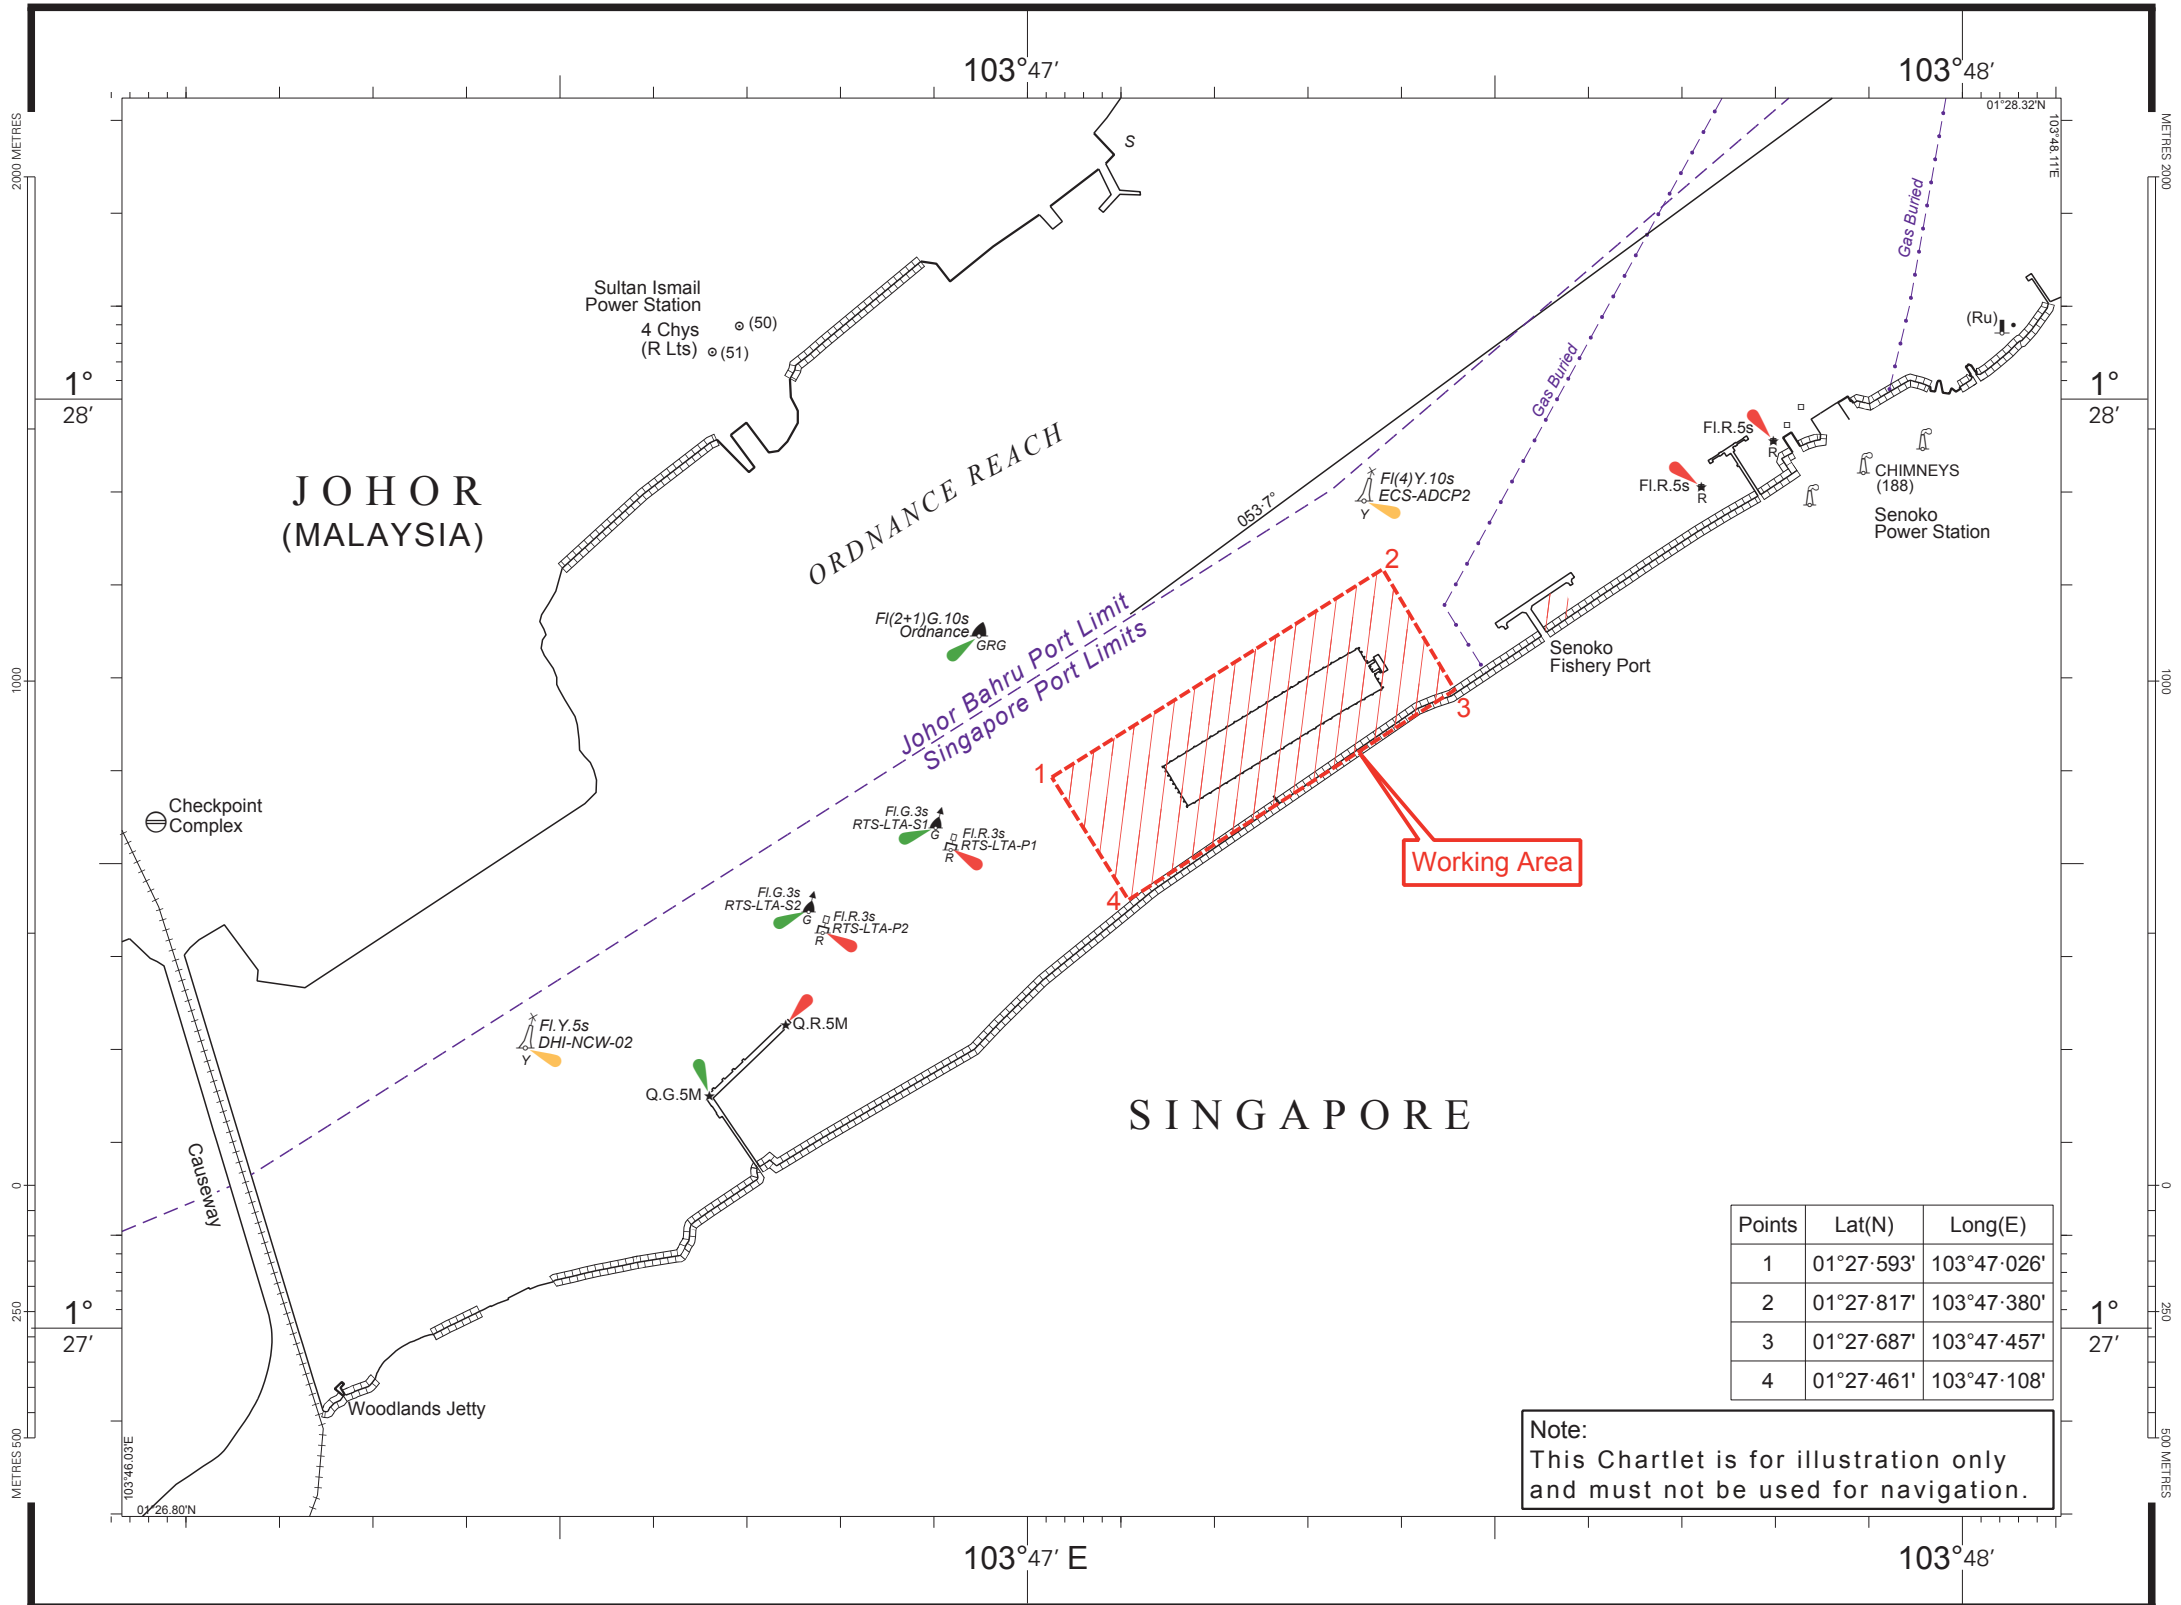 103°47′
103°48′
01°28.32'N
103°48.11'E
2000 METRES
METRES 2000
S
Gas Buried
Sultan Ismail
Power Station
4 Chys
(R Lts)
(50)
(51)
(Ru)
1°
28′
1°
28′
Gas Buried
Fl.R.5s
R
Fl.R.5s
R
CHIMNEYS
(188)
Senoko
Power Station
JOHOR
(MALAYSIA)
ORDNANCE REACH
053·7°
Fl(4)Y.10s
ECS-ADCP2
Y
2
Fl(2+1)G.10s
Ordnance
GRG
Johor Bahru Port Limit
Singapore Port Limits
Senoko
Fishery Port
1000
1000
3
1
Checkpoint
Complex
Fl.G.3s
RTS-LTA-S1
G
Fl.R.3s
RTS-LTA-P1
R
Working Area
4
Fl.G.3s
RTS-LTA-S2
G
Fl.R.3s
RTS-LTA-P2
R
Fl.Y.5s
DHI-NCW-02
Y
Q.R.5M
Q.G.5M
SINGAPORE
Causeway
0
0
Points Lat(N) Long(E)
1 01°27·593' 103°47·026'
2 01°27·817' 103°47·380'
3 01°27·687' 103°47·457'
4 01°27·461' 103°47·108'
250
250
1°
27′
1°
27′
Woodlands Jetty
Note:
This Chartlet is for illustration only
and must not be used for navigation.
METRES 500
500 METRES
103°46.03'E
01°26.80'N
103°47′ E
103°48′